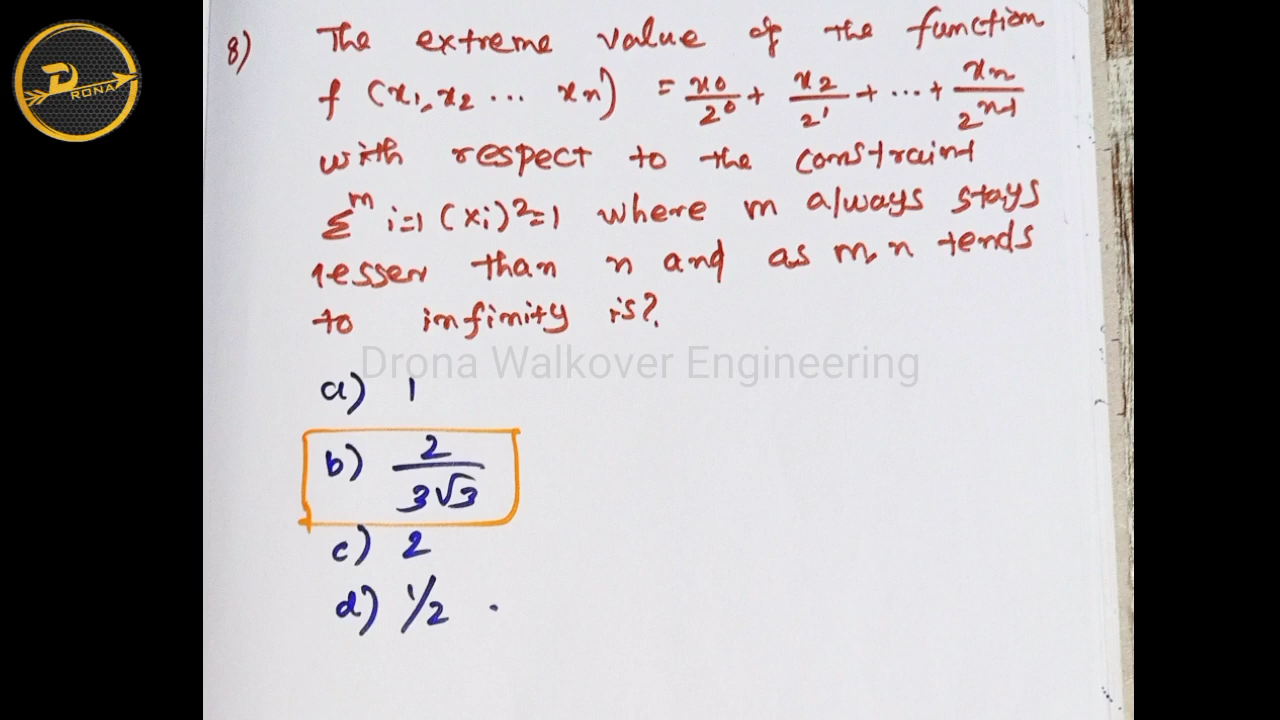 DRONA
8) The extreme value of the function
f (x1, x2 ... xn) = x0/2^0 + x2/2^1 + ... + xn/2^n-1
with respect to the constraint
Σ^m i=1 (xi)^2=1 where m always stays
lesser than n and as m, n tends
to infinity is?
Drona Walkover Engineering
a) 1
b) 2/3√3
c) 2
d) 1/2 .